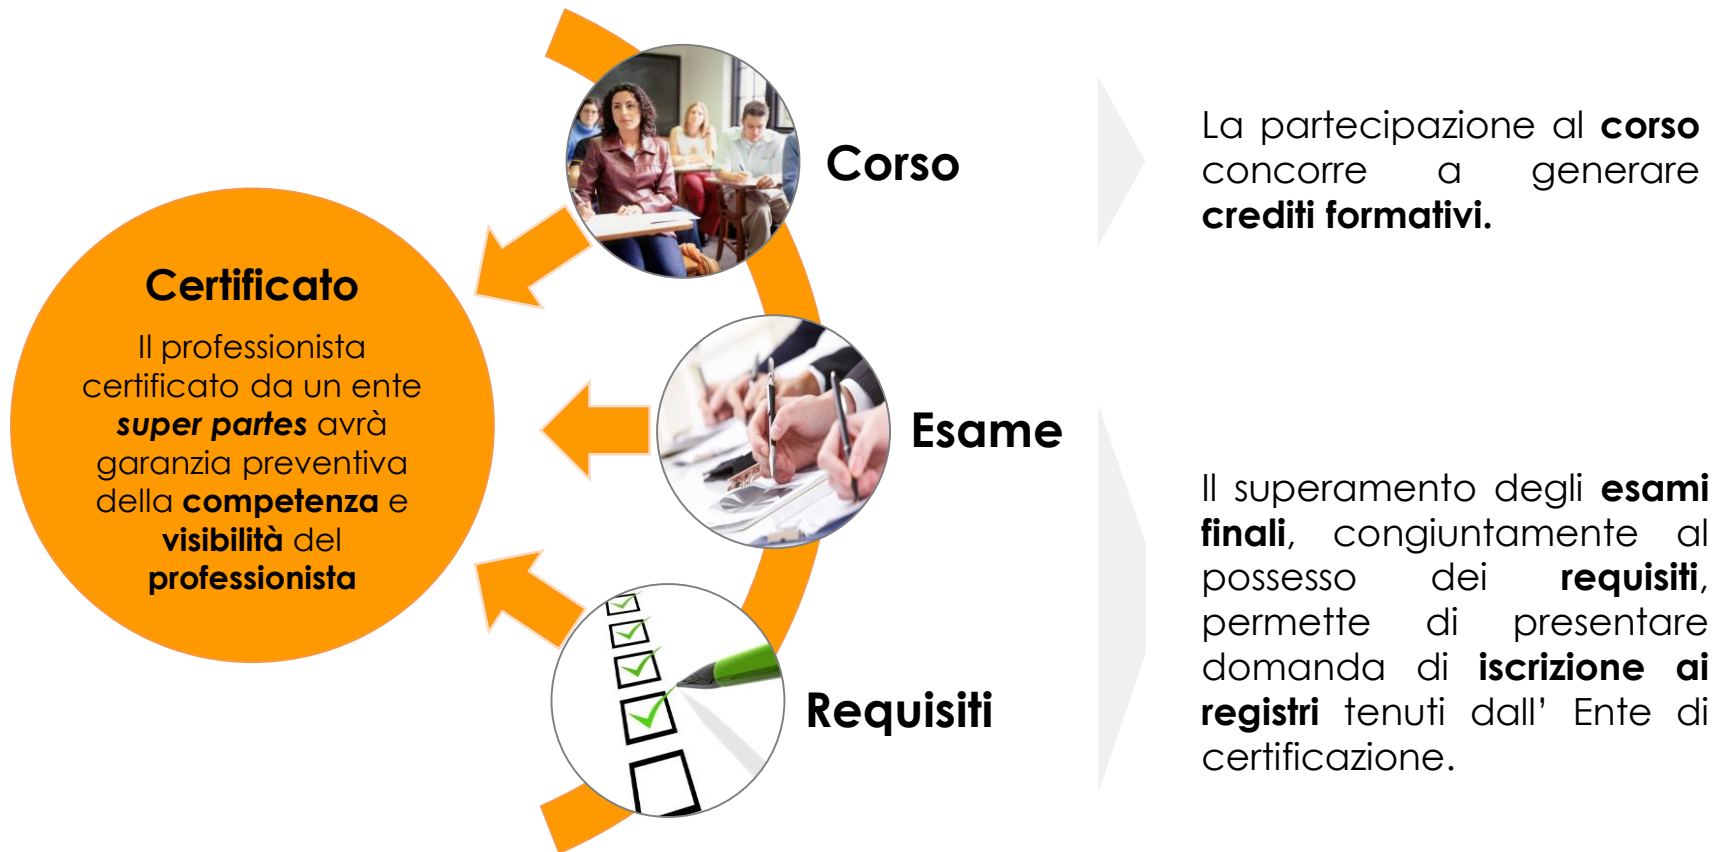 Certificato
Il professionista
certificato da un ente
super partes avrà
garanzia preventiva
della competenza e
visibilità del
professionista
Corso
La partecipazione al corso
concorre a generare
crediti formativi.
Esame
Requisiti
Il superamento degli esami
finali, congiuntamente al
possesso dei requisiti,
permette di presentare
domanda di iscrizione ai
registri tenuti dall’ Ente di
certificazione.